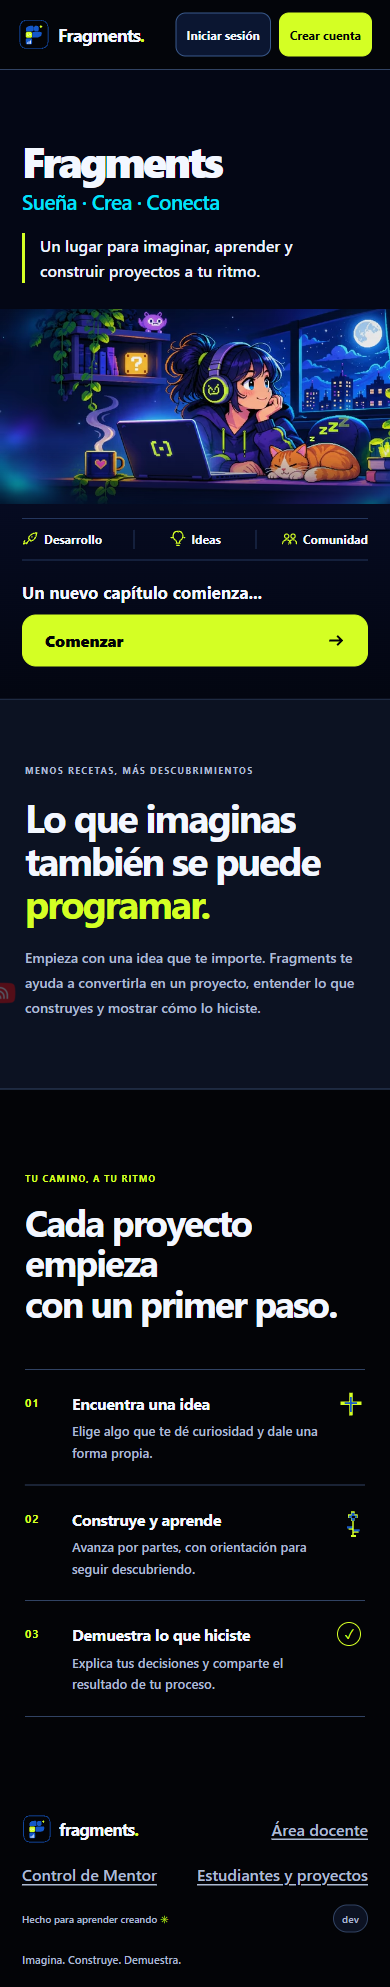 Fragments.
Iniciar sesión
Crear cuenta
Fragments
Sueña · Crea · Conecta
Un lugar para imaginar, aprender y
construir proyectos a tu ritmo.
?
{·}
z z z z
Desarrollo
Ideas
Comunidad
Un nuevo capítulo comienza...
Comenzar →
MENOS RECETAS, MÁS DESCUBRIMIENTOS
Lo que imaginas
también se puede
programar.
Empieza con una idea que te importe. Fragments te
ayuda a convertirla en un proyecto, entender lo que
construyes y mostrar cómo lo hiciste.
TU CAMINO, A TU RITMO
Cada proyecto
empieza
con un primer paso.
01
Encuentra una idea
Elige algo que te dé curiosidad y dale una
forma propia.
02
Construye y aprende
Avanza por partes, con orientación para
seguir descubriendo.
03
Demuestra lo que hiciste
Explica tus decisiones y comparte el
resultado de tu proceso.
fragments.
Área docente
Control de Mentor
Estudiantes y proyectos
Hecho para aprender creando ✳
dev
Imagina. Construye. Demuestra.